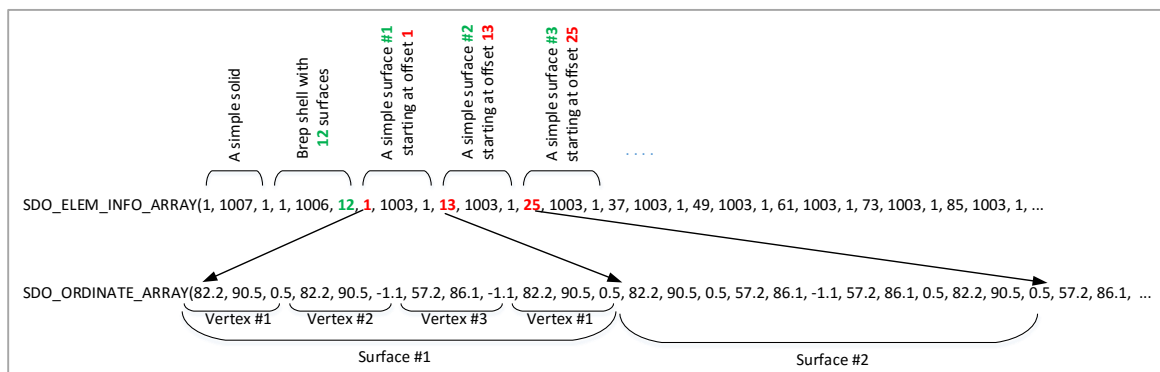 A simple solid
Brep shell with
12 surfaces
A simple surface #1
starting at offset 1
A simple surface #2
starting at offset 13
A simple surface #3
starting at offset 25
....
SDO_ELEM_INFO_ARRAY(1, 1007, 1, 1, 1006, 12, 1, 1003, 1, 13, 1003, 1, 25, 1003, 1, 37, 1003, 1, 49, 1003, 1, 61, 1003, 1, 73, 1003, 1, 85, 1003, 1, ...
SDO_ORDINATE_ARRAY(82.2, 90.5, 0.5, 82.2, 90.5, -1.1, 57.2, 86.1, -1.1, 82.2, 90.5, 0.5, 82.2, 90.5, 0.5, 57.2, 86.1, -1.1, 57.2, 86.1, 0.5, 82.2, 90.5, 0.5, 57.2, 86.1, ...
Vertex #1 Vertex #2 Vertex #3 Vertex #1
Surface #1 Surface #2